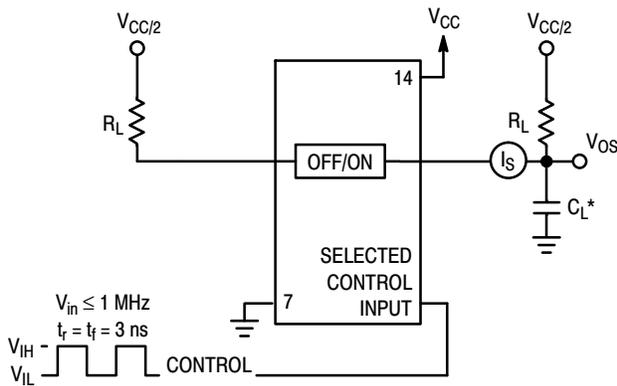 VCC/2
VCC
VCC/2
14
RL
RL
VOS
OFF/ON
IS
CL*
SELECTED
CONTROL
INPUT
7
Vin ≤ 1 MHz
tr = tf = 3 ns
VIH
VIL
CONTROL